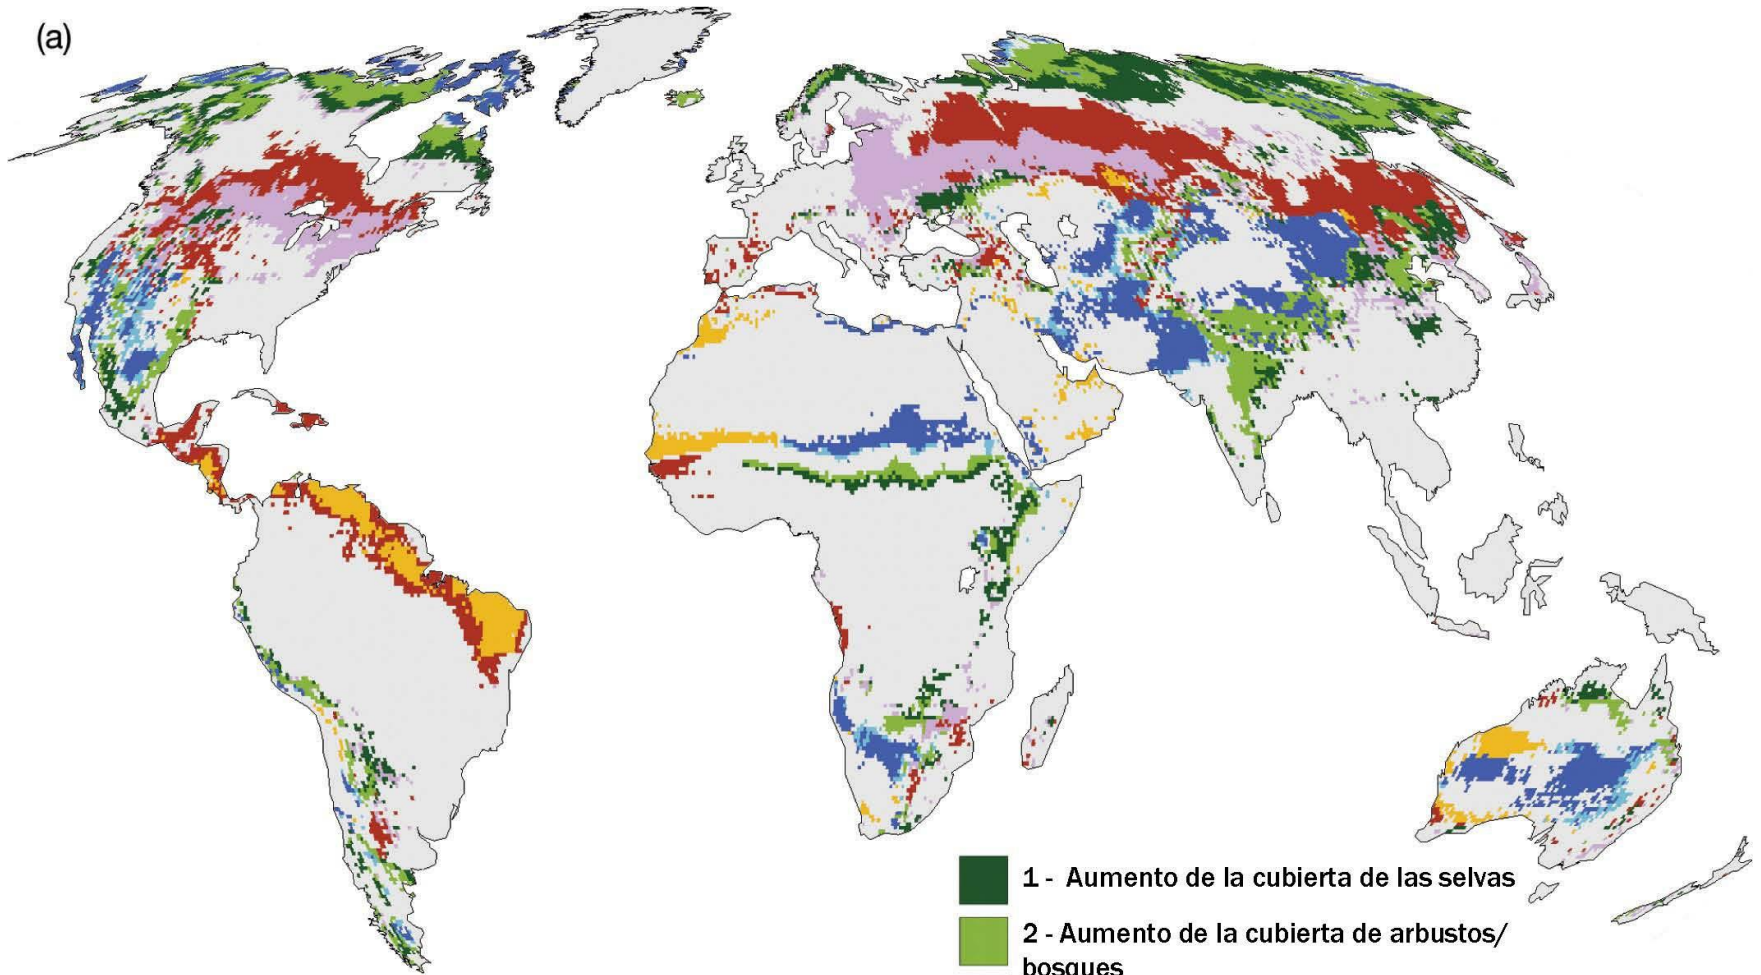 (a)
1 - Aumento de la cubierta de las selvas
2 - Aumento de la cubierta de arbustos/
bosques